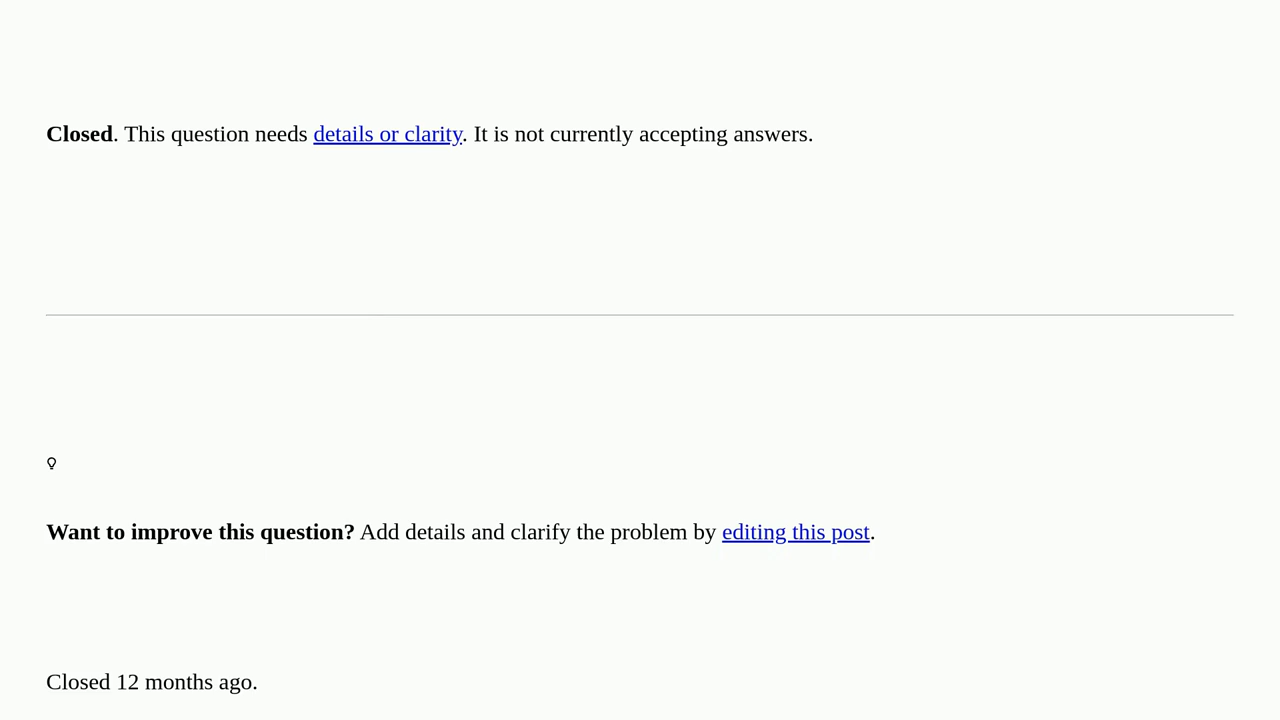 Closed. This question needs details or clarity. It is not currently accepting answers.
Want to improve this question? Add details and clarify the problem by editing this post.
Closed 12 months ago.